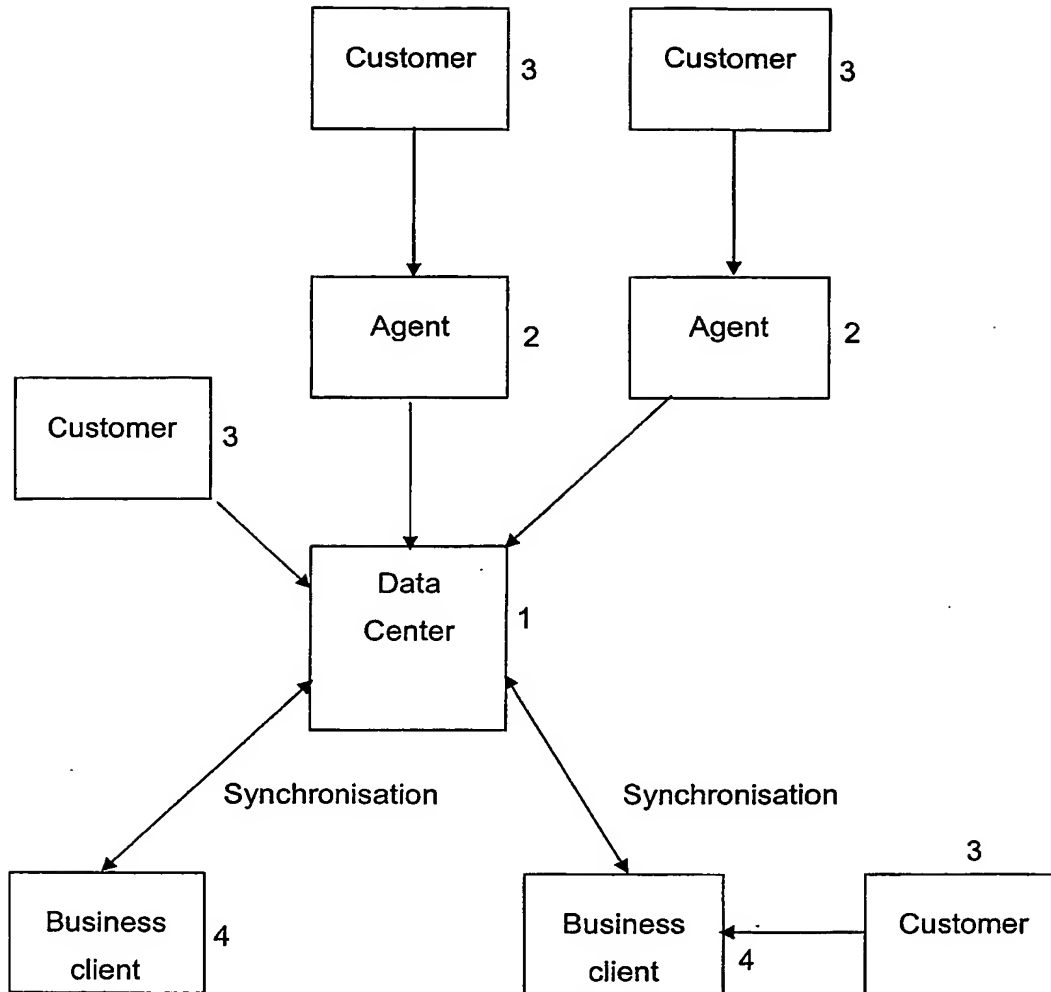 Customer 3
Customer 3
Agent 2
Agent 2
Customer 3
Data
Center
1
Synchronisation
Synchronisation
3
Business
client
4
Business
client
4
Customer